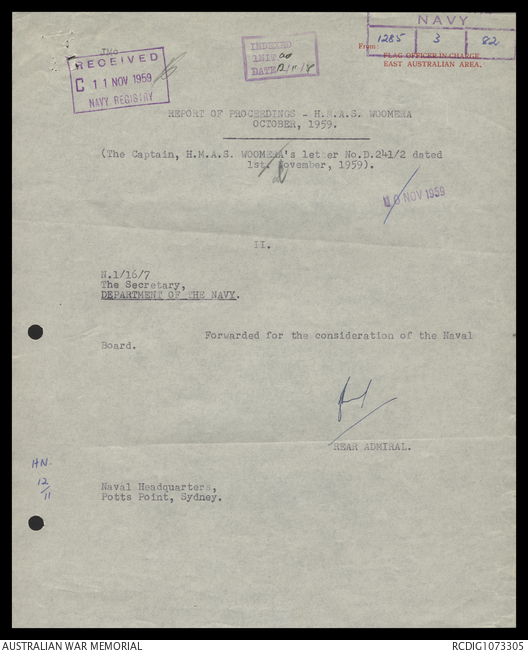 JMC
RECEIVED
C 11 NOV 1959
NAVY REGISTRY
INDEXED
INIT
DATE
NAVY
1285 3 82
From:
FLAG OFFICER-IN-CHARGE
EAST AUSTRALIAN AREA.
REPORT OF PROCEEDINGS - H.M.A.S. WOOMERA
OCTOBER, 1959.
(The Captain, H.M.A.S. WOOMERA's letter No.D.241/2 dated
1st. November, 1959).
10 NOV 1959
II.
N.1/16/7
The Secretary,
DEPARTMENT OF THE NAVY.
Forwarded for the consideration of the Naval
Board.
REAR ADMIRAL.
HN.
12/11
Naval Headquarters,
Potts Point, Sydney.
AUSTRALIAN WAR MEMORIAL
RCDIG1073305